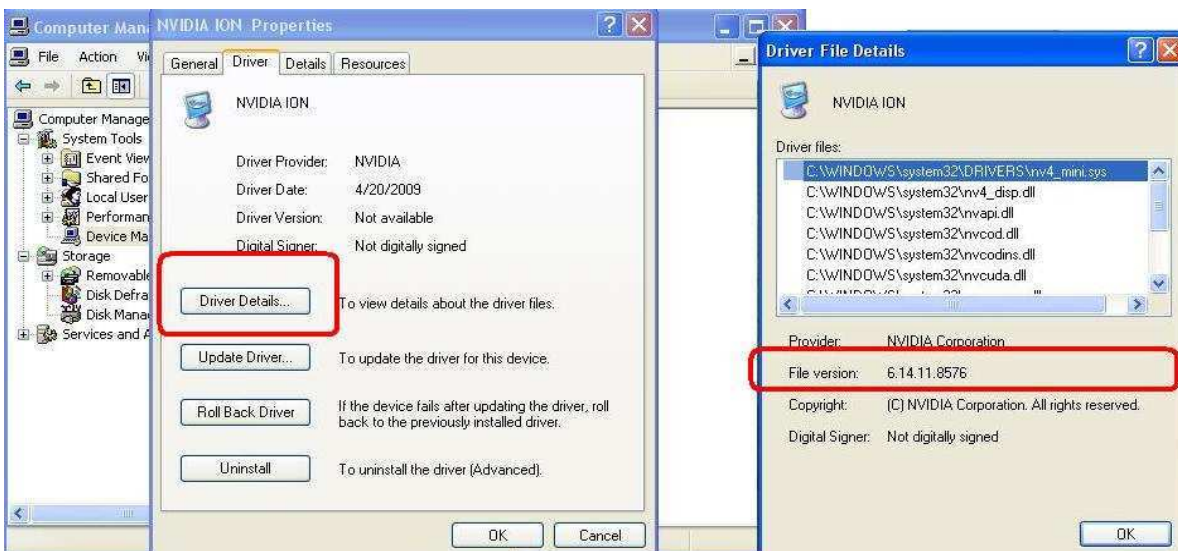 Computer Man
File Action Vi
Computer Manage
System Tools
Event View
Shared Fo
Local User
Performan
Device Ma
Storage
Removable
Disk Defra
Disk Mana
Services and A
NVIDIA ION Properties
General Driver Details Resources
NVIDIA ION
Driver Provider: NVIDIA
Driver Date: 4/20/2009
Driver Version: Not available
Digital Signer: Not digitally signed
Driver Details... To view details about the driver files.
Update Driver... To update the driver for this device.
Roll Back Driver If the device fails after updating the driver, roll
back to the previously installed driver.
Uninstall To uninstall the driver (Advanced).
OK Cancel
Driver File Details
NVIDIA ION
Driver files:
C:\WINDOWS\system32\DRIVERS\nv4_mini.sys
C:\WINDOWS\system32\nv4_disp.dll
C:\WINDOWS\system32\nvapi.dll
C:\WINDOWS\system32\nvcod.dll
C:\WINDOWS\system32\nvcodins.dll
C:\WINDOWS\system32\nvcuda.dll
Provider: NVIDIA Corporation
File version: 6.14.11.8576
Copyright: (C) NVIDIA Corporation. All rights reserved.
Digital Signer: Not digitally signed
OK